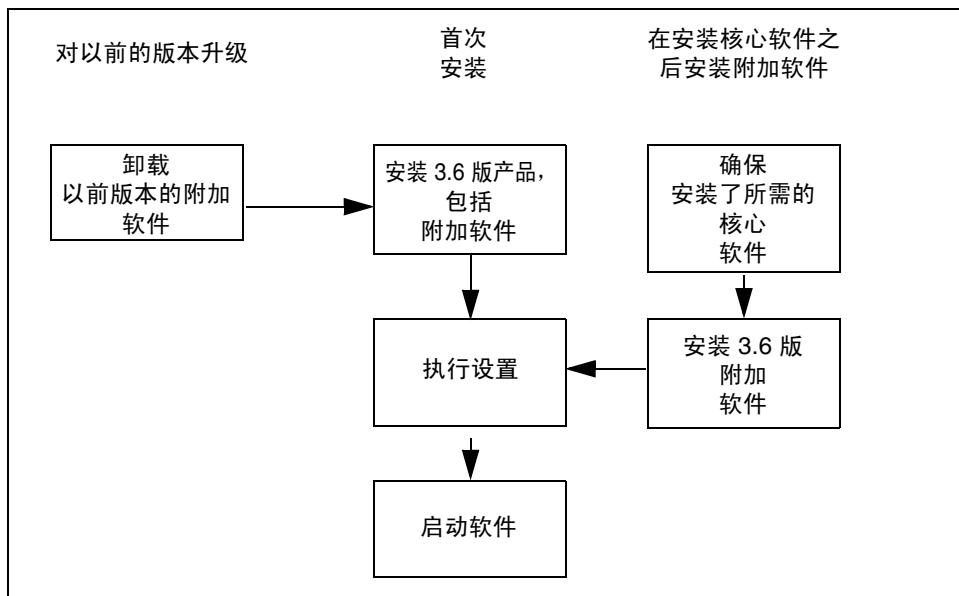 对以前的版本升级
首次
安装
在安装核心软件之
后安装附加软件
卸载
以前版本的附加
软件
安装 3.6 版产品，
包括
附加软件
确保
安装了所需的
核心
软件
执行设置
安装 3.6 版
附加
软件
启动软件